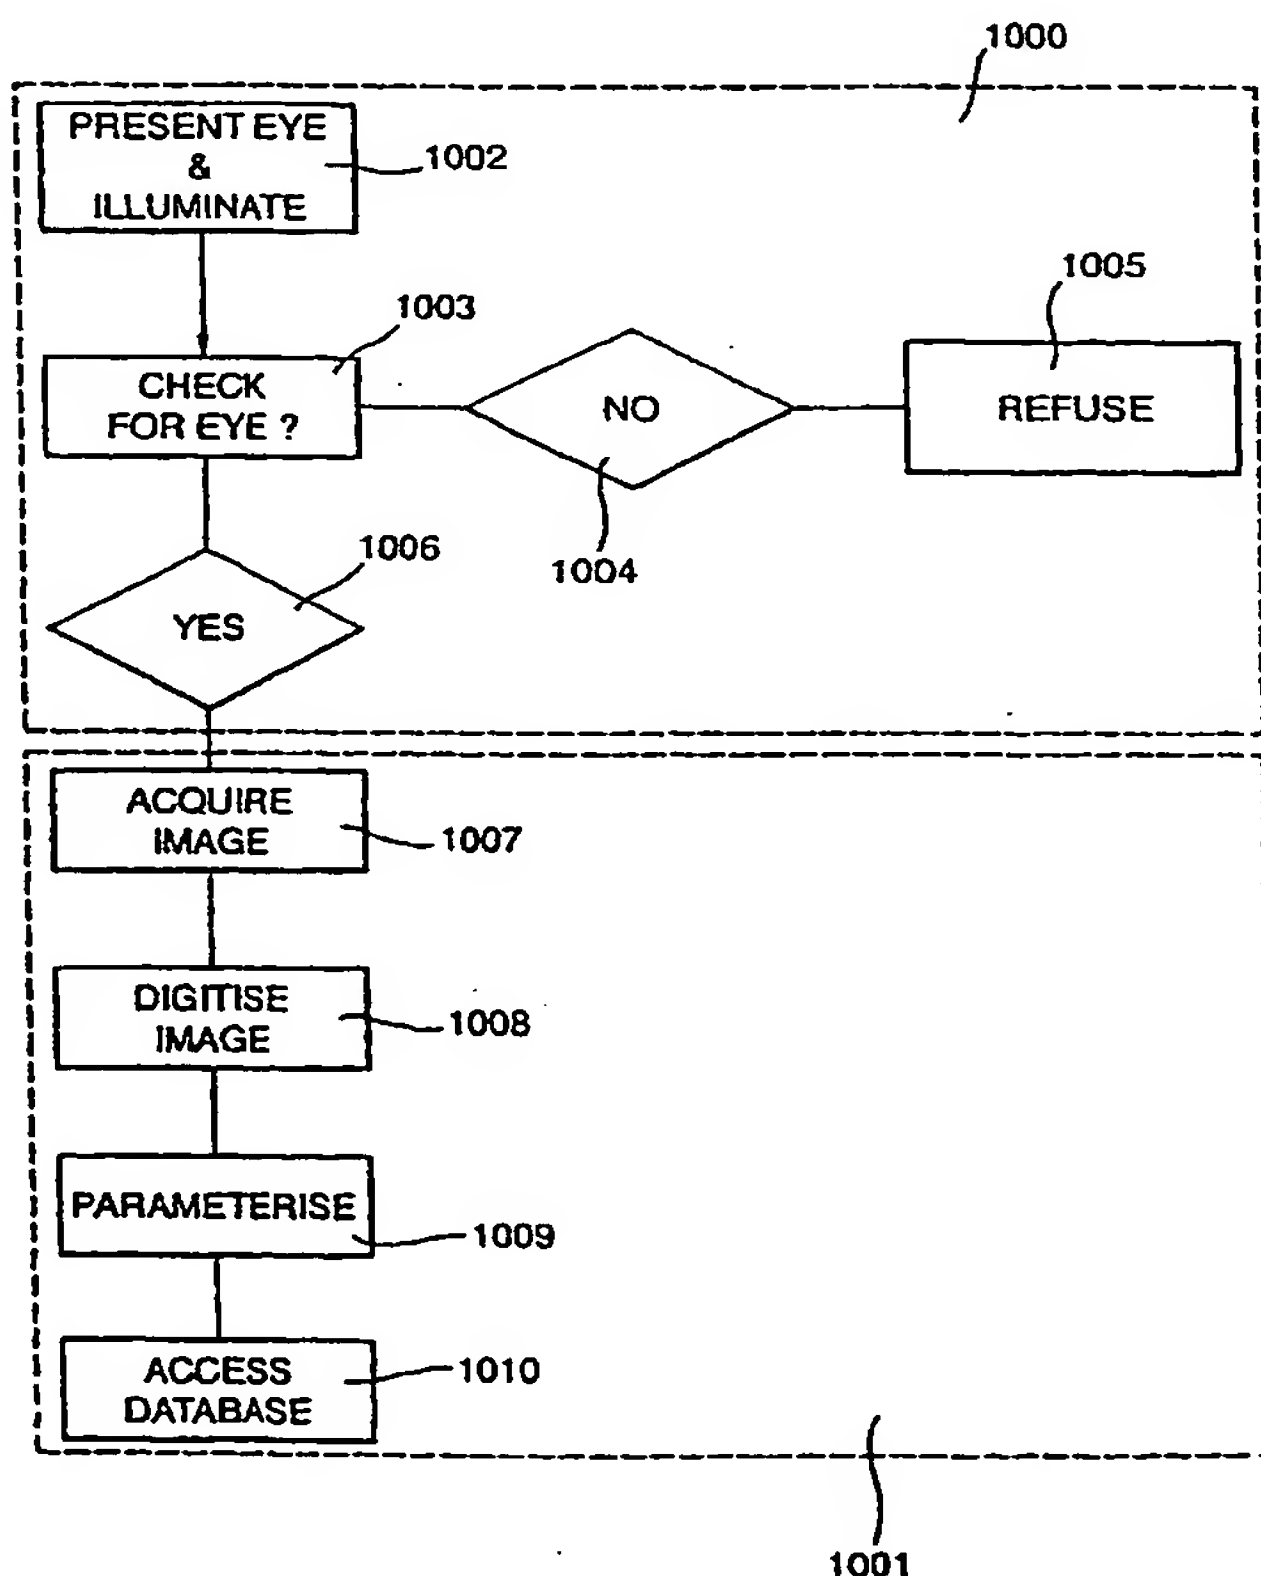 1000
PRESENT EYE
&
ILLUMINATE
1002
1003
1005
CHECK
FOR EYE ?
NO
REFUSE
1004
1006
YES
ACQUIRE
IMAGE
1007
DIGITISE
IMAGE
1008
PARAMETERISE
1009
ACCESS
DATABASE
1010
1001